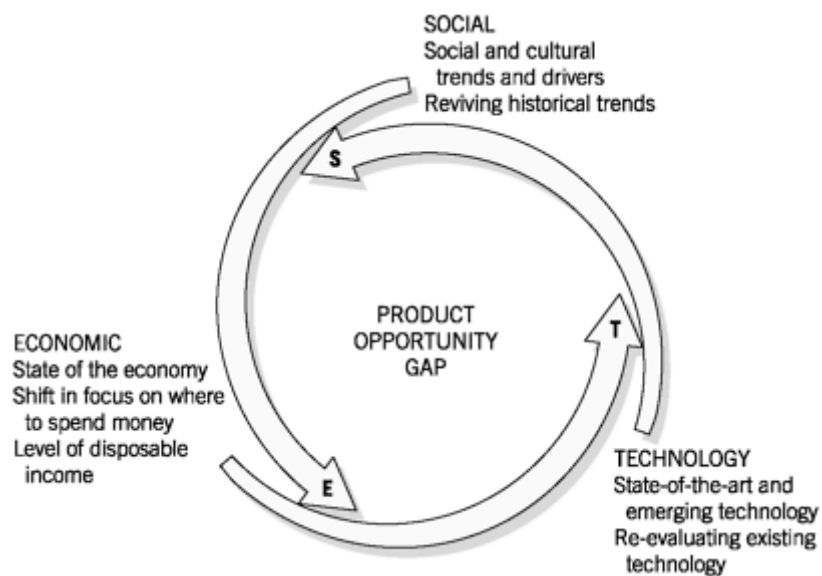 SOCIAL
Social and cultural
trends and drivers
Reviving historical trends
S
PRODUCT
OPPORTUNITY
GAP
T
ECONOMIC
State of the economy
Shift in focus on where
to spend money
Level of disposable
income
E
TECHNOLOGY
State-of-the-art and
emerging technology
Re-evaluating existing
technology